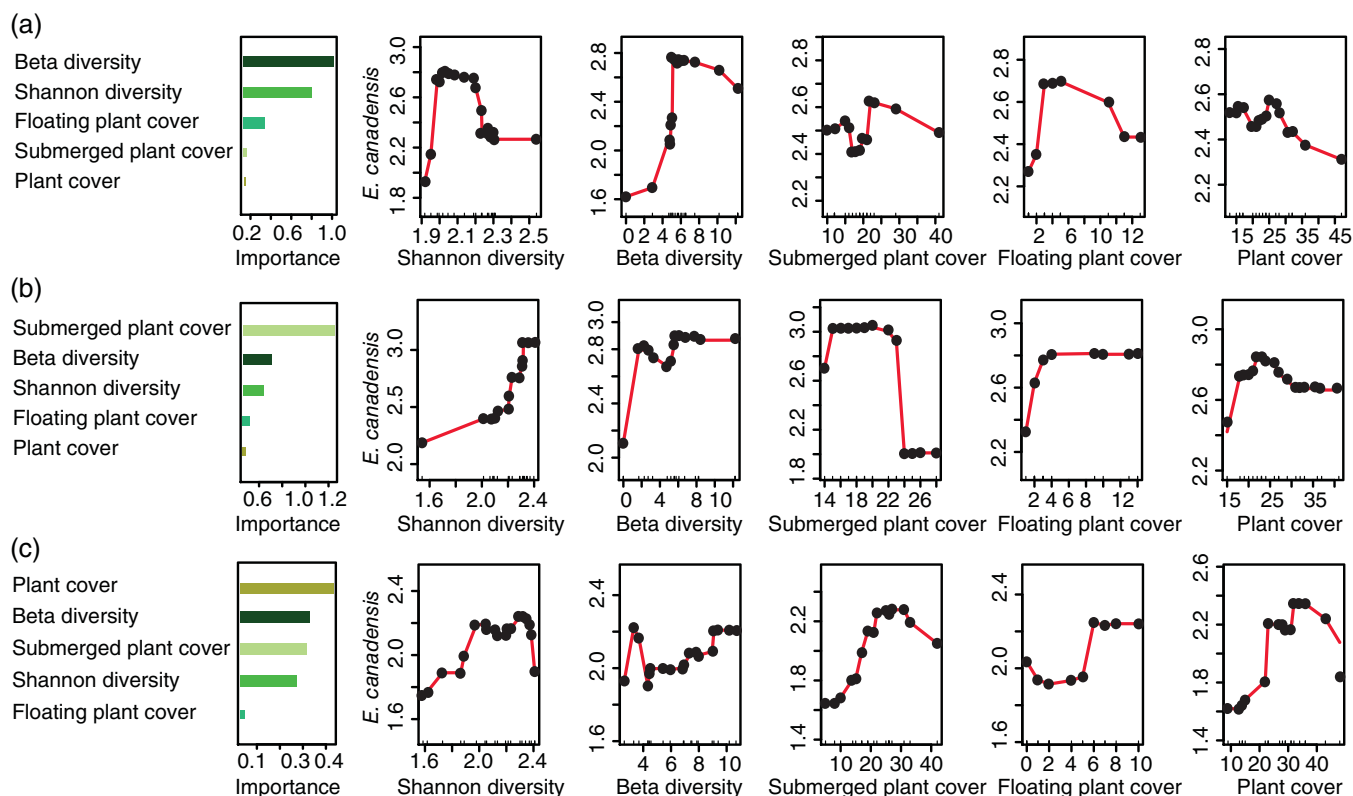 (a)
Beta diversity
Shannon diversity
Floating plant cover
Submerged plant cover
Plant cover
0.2 0.6 1.0
Importance
E. canadensis
1.8 2.2 2.6 3.0
1.9 2.1 2.3 2.5
Shannon diversity
1.6 2.0 2.4 2.8
0 2 4 6 8 10
Beta diversity
2.2 2.4 2.6 2.8
10 20 30 40
Submerged plant cover
2.2 2.4 2.6 2.8
2 6 8 10 12
Floating plant cover
2.2 2.4 2.6 2.8
15 25 35 45
Plant cover
(b)
Submerged plant cover
Beta diversity
Shannon diversity
Floating plant cover
Plant cover
0.6 1.0 1.2
Importance
E. canadensis
2.0 2.5 3.0
1.6 2.0 2.4
Shannon diversity
2.0 2.4 2.8 3.0
0 4 8 10
Beta diversity
1.8 2.2 2.6 3.0
14 18 22 26
Submerged plant cover
2.2 2.6 3.0
2 4 6 8 12
Floating plant cover
2.2 2.6 3.0
15 25 35
Plant cover
(c)
Plant cover
Beta diversity
Submerged plant cover
Shannon diversity
Floating plant cover
0.1 0.3 0.4
Importance
E. canadensis
1.6 2.0 2.4
1.6 2.0 2.4
Shannon diversity
1.6 2.0 2.4
4 6 8 10
Beta diversity
1.4 1.8 2.2
10 20 30 40
Submerged plant cover
1.6 2.0 2.4
0 2 4 6 8 10
Floating plant cover
1.4 1.8 2.2 2.6
10 20 30 40
Plant cover